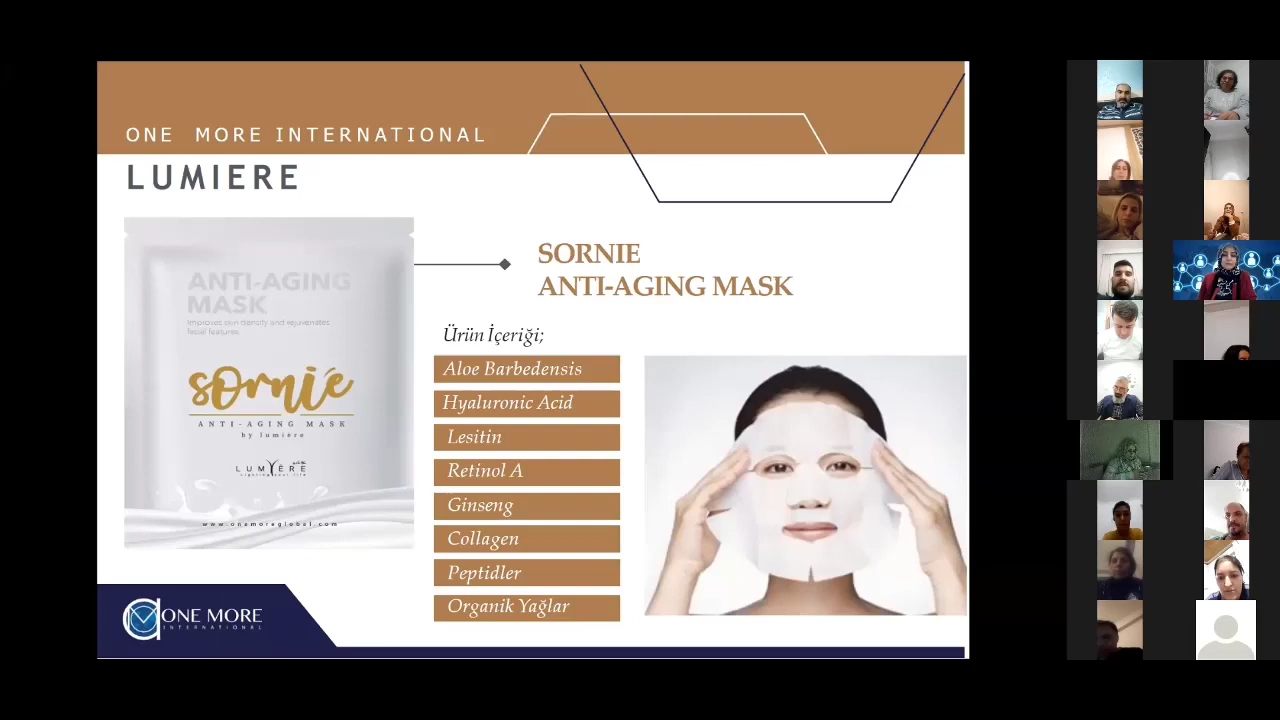 ONE MORE INTERNATIONAL
LUMIERE
ANTI-AGING
MASK
Improves skin density and rejuvenates
facial features.
sornie
ANTI-AGING MASK
by lumiere
LUMYERE
www.onemoreglobal.com
SORNIE
ANTI-AGING MASK
Ürün İçeriği;
Aloe Barbedensis
Hyaluronic Acid
Lesitin
Retinol A
Ginseng
Collagen
Peptidler
Organik Yağlar
ONE MORE
INTERNATIONAL